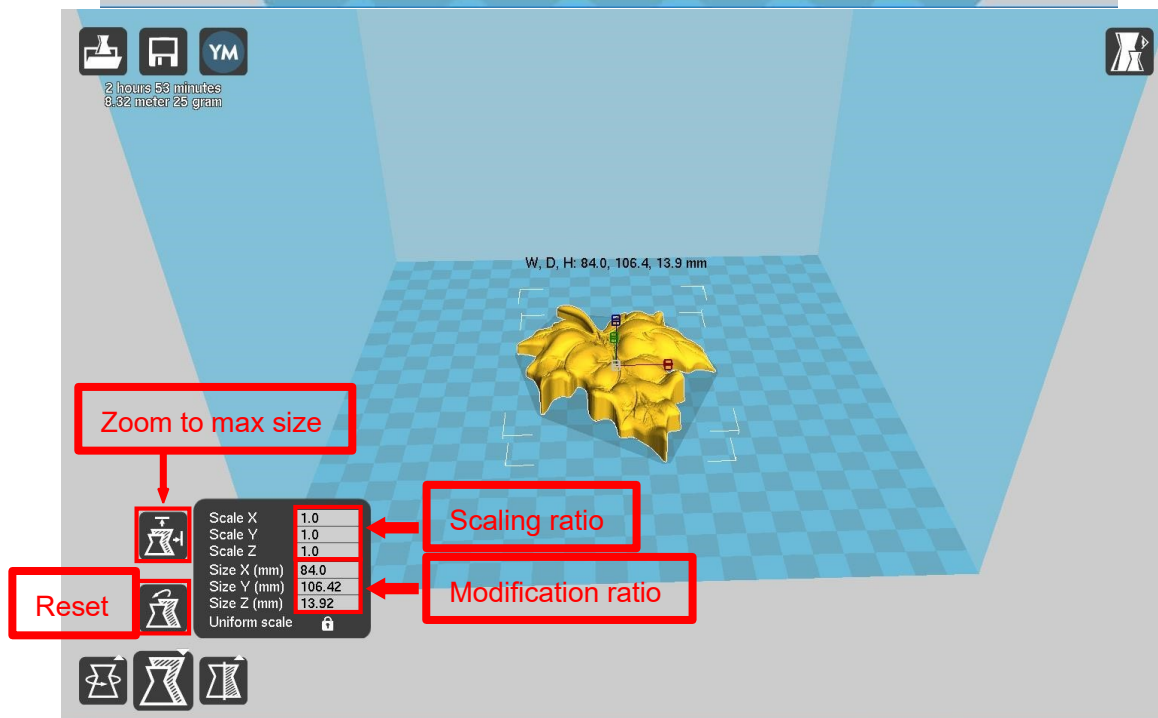 YM
2 hours 53 minutes
8.32 meter 25 gram
W, D, H: 84.0, 106.4, 13.9 mm
Zoom to max size
Scale X 1.0
Scale Y 1.0
Scale Z 1.0
Size X (mm) 84.0
Size Y (mm) 106.42
Size Z (mm) 13.92
Uniform scale
Scaling ratio
Modification ratio
Reset